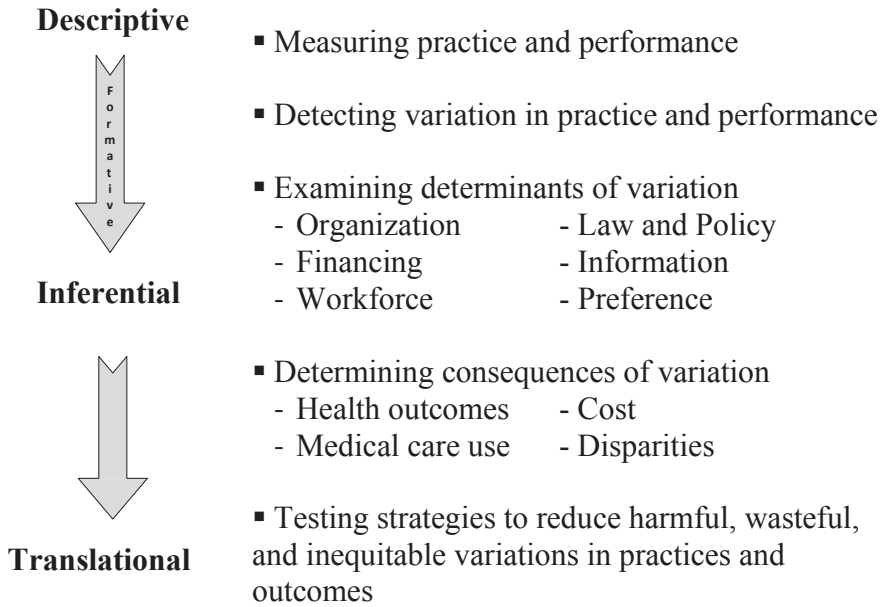 Descriptive
Formative
Inferential
Translational
▪ Measuring practice and performance
▪ Detecting variation in practice and performance
▪ Examining determinants of variation
- Organization - Law and Policy
- Financing - Information
- Workforce - Preference
▪ Determining consequences of variation
- Health outcomes - Cost
- Medical care use - Disparities
▪ Testing strategies to reduce harmful, wasteful,
and inequitable variations in practices and
outcomes